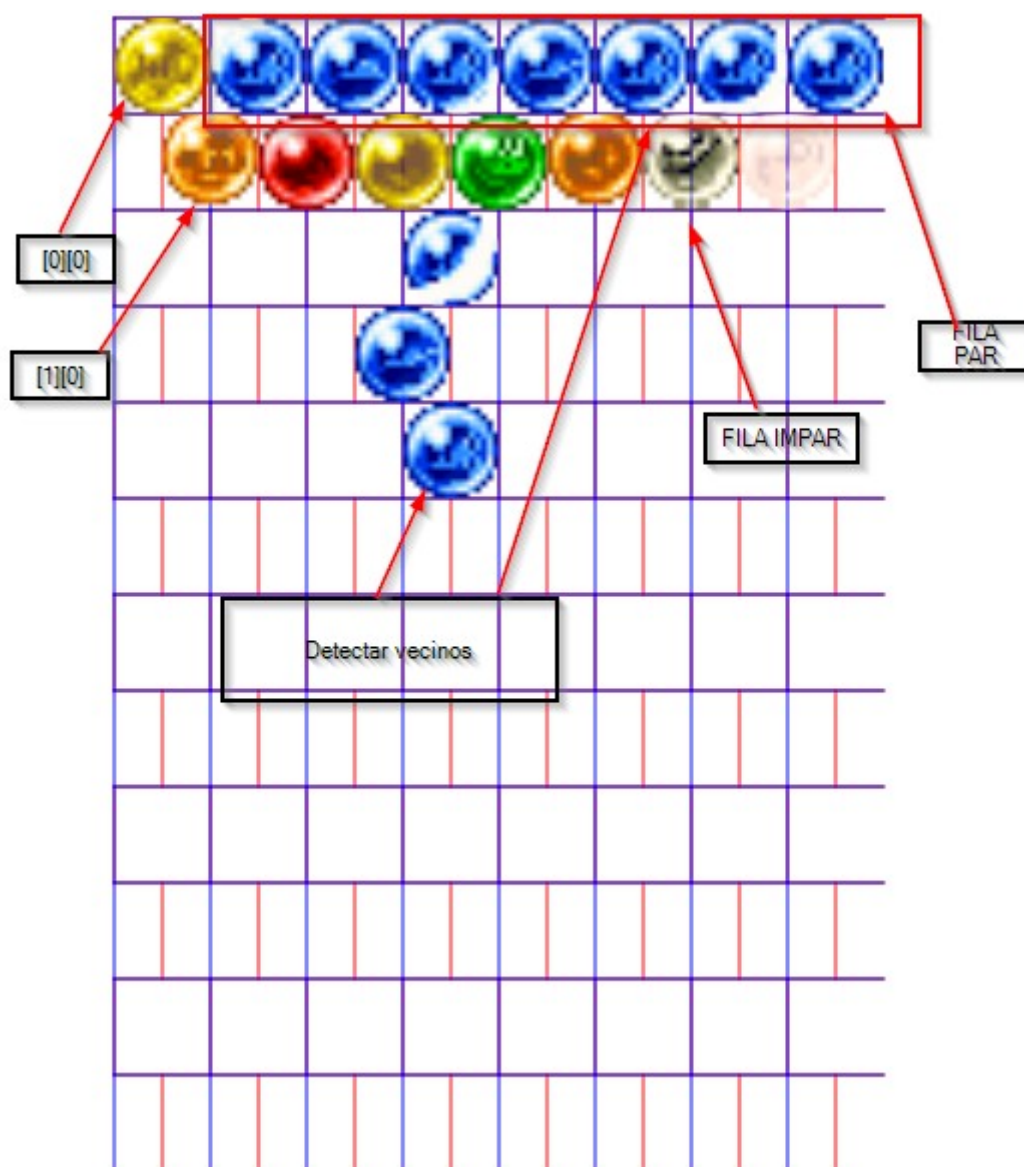 [0][0]
[1][0]
FILA
PAR
FILA IMPAR
Detectar vecinos